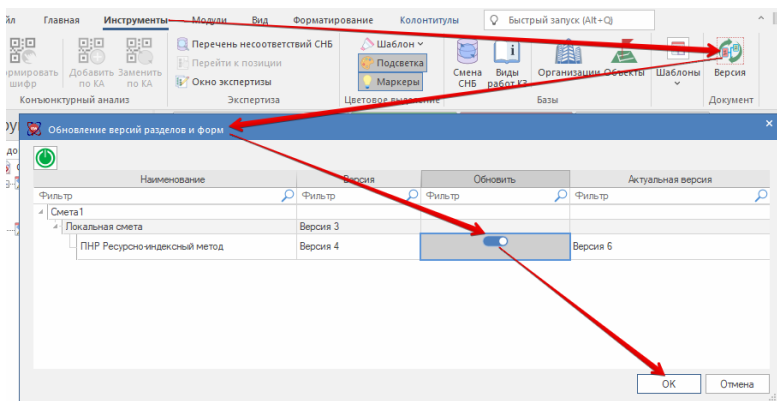 йл Главная Инструменты Модули Вид Форматирование Колонтитулы Быстрый запуск (Alt+Q)
Перечень несоответствий СНБ
Шаблон
ормировать Добавить Заменить
Перейти к позиции
Подсветка
Смена Виды Организации Объекты Шаблоны Версия
шифр по КА по КА
Окно экспертизы
Маркеры
СНБ работ КЗ
Конъюнктурный анализ Экспертиза Цветовое выделение Базы Документ
Обновление версий разделов и форм
Наименование Версия Обновить Актуальная версия
Фильтр Фильтр Фильтр Фильтр
Смета1
Локальная смета Версия 3
ПНР Ресурсно-индексный метод Версия 4 Версия 6
OK Отмена